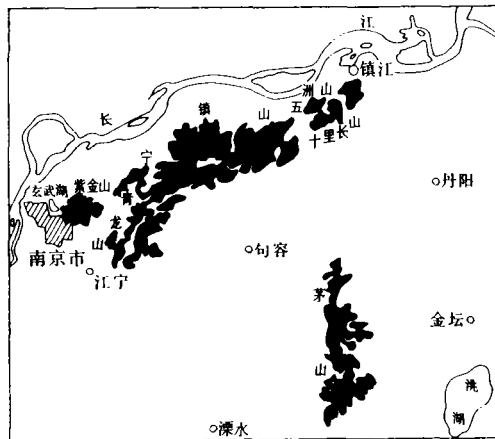 江
镇江
洲山
五
十里长山
长
镇
山
宁
玄武湖
紫金山
青
龙
山
南京市
江宁
丹阳
句容
茅
山
金坛
洮
湖
溧水